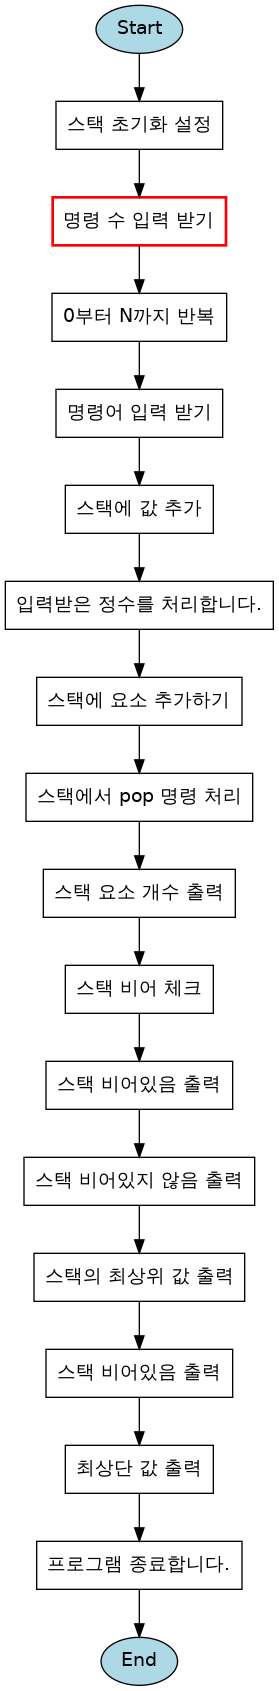 Start
스택 초기화 설정
명령 수 입력 받기
0부터 N까지 반복
명령어 입력 받기
스택에 값 추가
입력받은 정수를 처리합니다.
스택에 요소 추가하기
스택에서 pop 명령 처리
스택 요소 개수 출력
스택 비어 체크
스택 비어있음 출력
스택 비어있지 않음 출력
스택의 최상위 값 출력
스택 비어있음 출력
최상단 값 출력
프로그램 종료합니다.
End